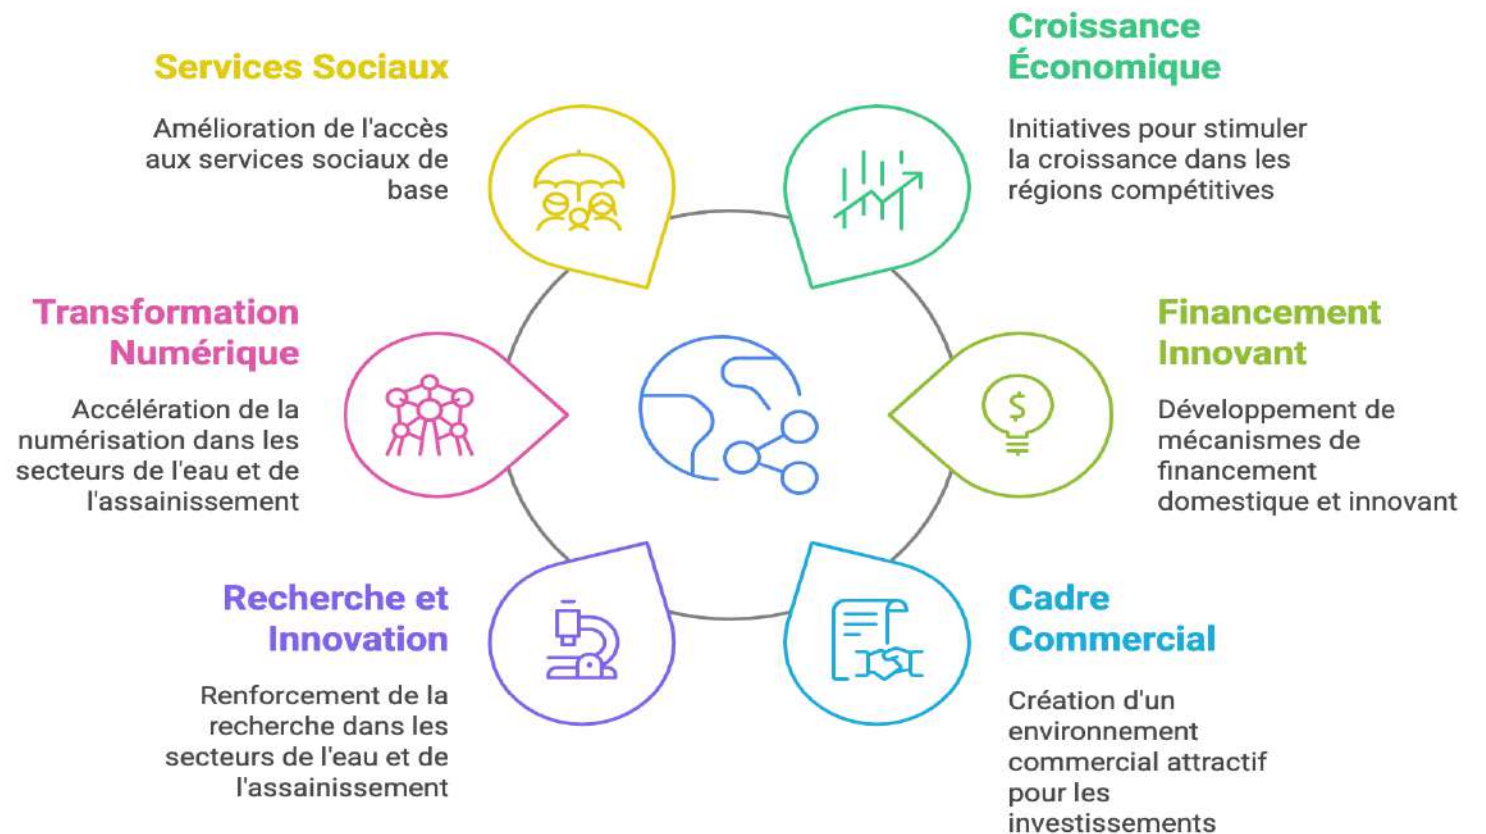 Services Sociaux
Amélioration de l'accès
aux services sociaux de
base
Croissance
Économique
Initiatives pour stimuler
la croissance dans les
régions compétitives
Transformation
Numérique
Accélération de la
numérisation dans les
secteurs de l'eau et de
l'assainissement
Financement
Innovant
Développement de
mécanismes de
financement
domestique et innovant
$
Recherche et
Innovation
Renforcement de la
recherche dans les
secteurs de l'eau et de
l'assainissement
Cadre
Commercial
Création d'un
environnement
commercial attractif
pour les
investissements